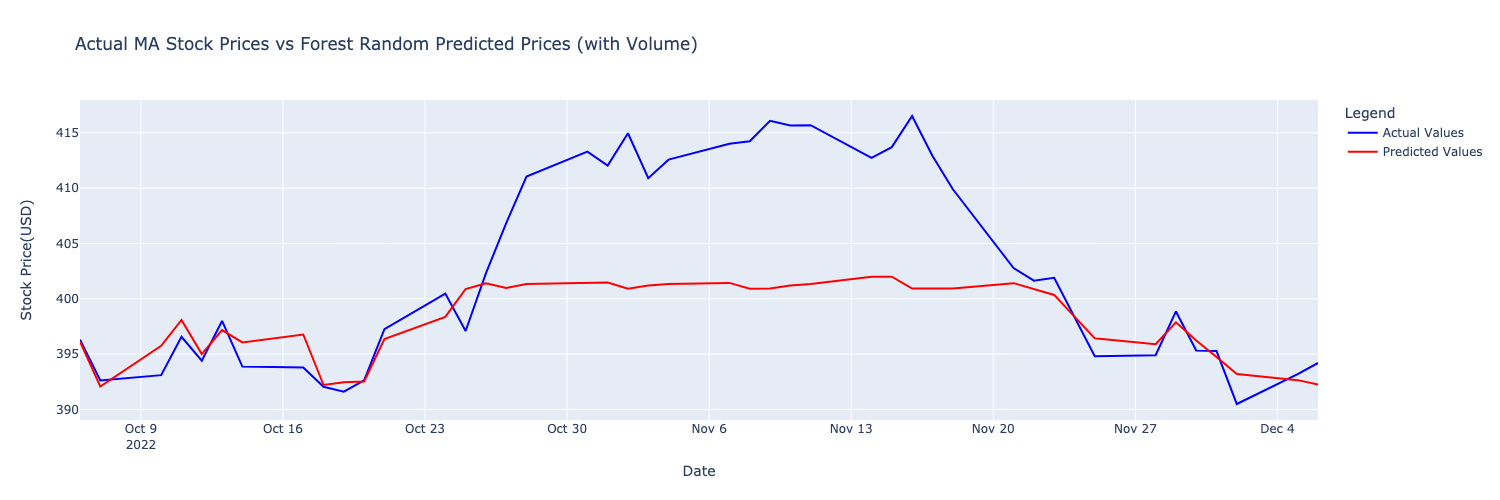 Actual MA Stock Prices vs Forest Random Predicted Prices (with Volume)
Legend
Actual Values
Predicted Values
Stock Price(USD)
415
410
405
400
395
390
Oct 9
2022
Oct 16
Oct 23
Oct 30
Nov 6
Nov 13
Nov 20
Nov 27
Dec 4
Date